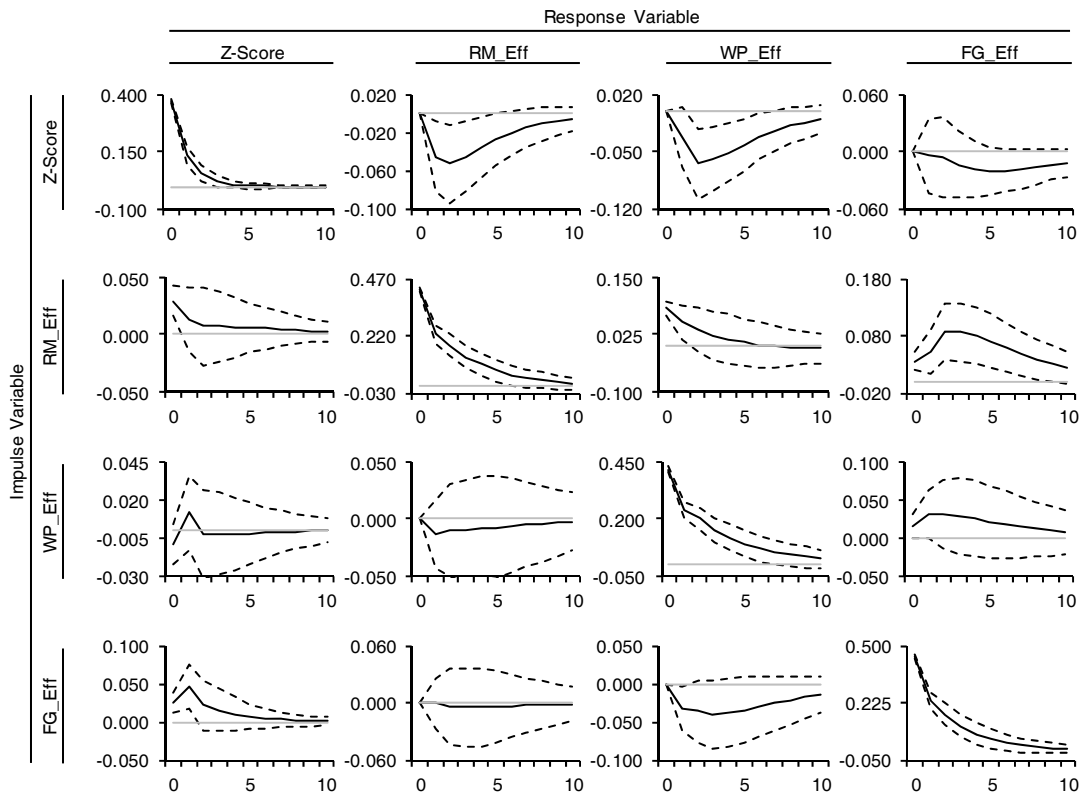 Response Variable
Z-Score RM_Eff WP_Eff FG_Eff
Impulse Variable
Z-Score
0.400 0.020 0.020 0.060
0.150 -0.020 -0.050 0.000
-0.060
-0.100 -0.100 -0.120 -0.060
0 5 10 0 5 10 0 5 10 0 5 10
RM_Eff
0.050 0.470 0.150 0.180
0.000 0.220 0.025 0.080
-0.050 -0.030 -0.100 -0.020
0 5 10 0 5 10 0 5 10 0 5 10
WP_Eff
0.045 0.050 0.450 0.100
0.020 0.000 0.200 0.050
-0.005 0.000
-0.030 -0.050 -0.050 -0.050
0 5 10 0 5 10 0 5 10 0 5 10
FG_Eff
0.100 0.060 0.050 0.500
0.050 0.000 0.000 0.225
0.000 -0.050
-0.050 -0.060 -0.100 -0.050
0 5 10 0 5 10 0 5 10 0 5 10